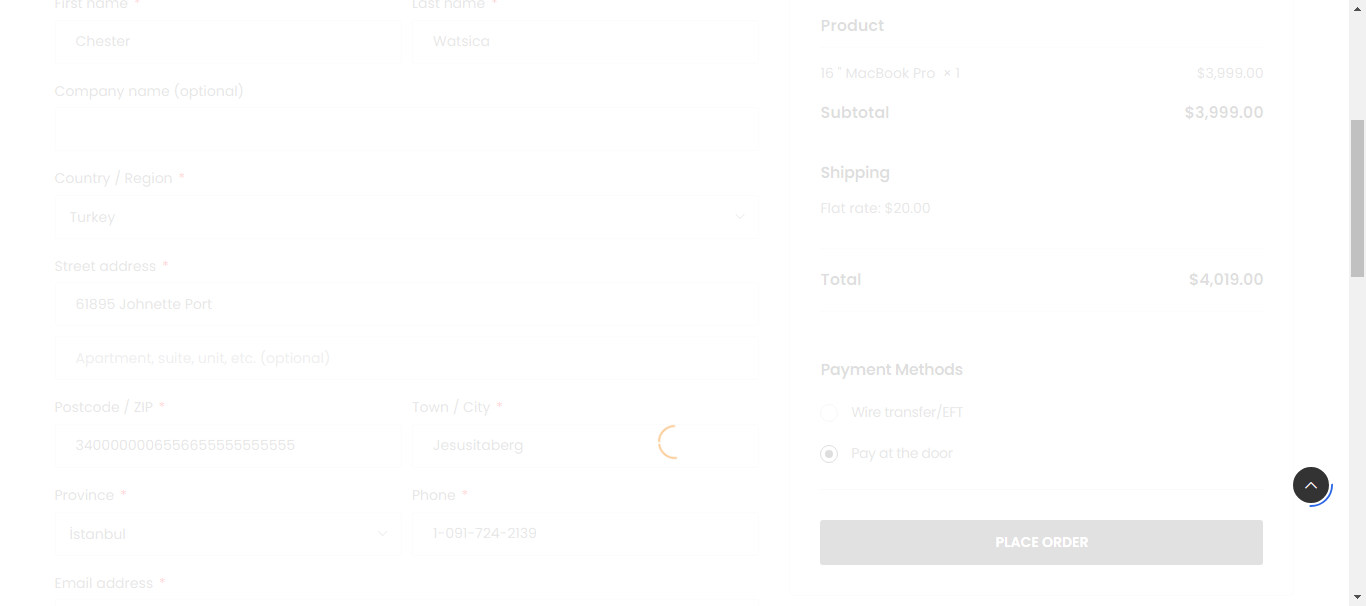 First name *
Last name *
Chester
Watsica
Company name (optional)
Country / Region *
Turkey
Street address *
61895 Johnette Port
Apartment, suite, unit, etc. (optional)
Postcode / ZIP *
Town / City *
3400000006556655555555555
Jesusitaberg
Province *
Phone *
İstanbul
1-091-724-2139
Email address *
Product
16 " MacBook Pro × 1 $3,999.00
Subtotal $3,999.00
Shipping
Flat rate: $20.00
Total $4,019.00
Payment Methods
Wire transfer/EFT
Pay at the door
PLACE ORDER